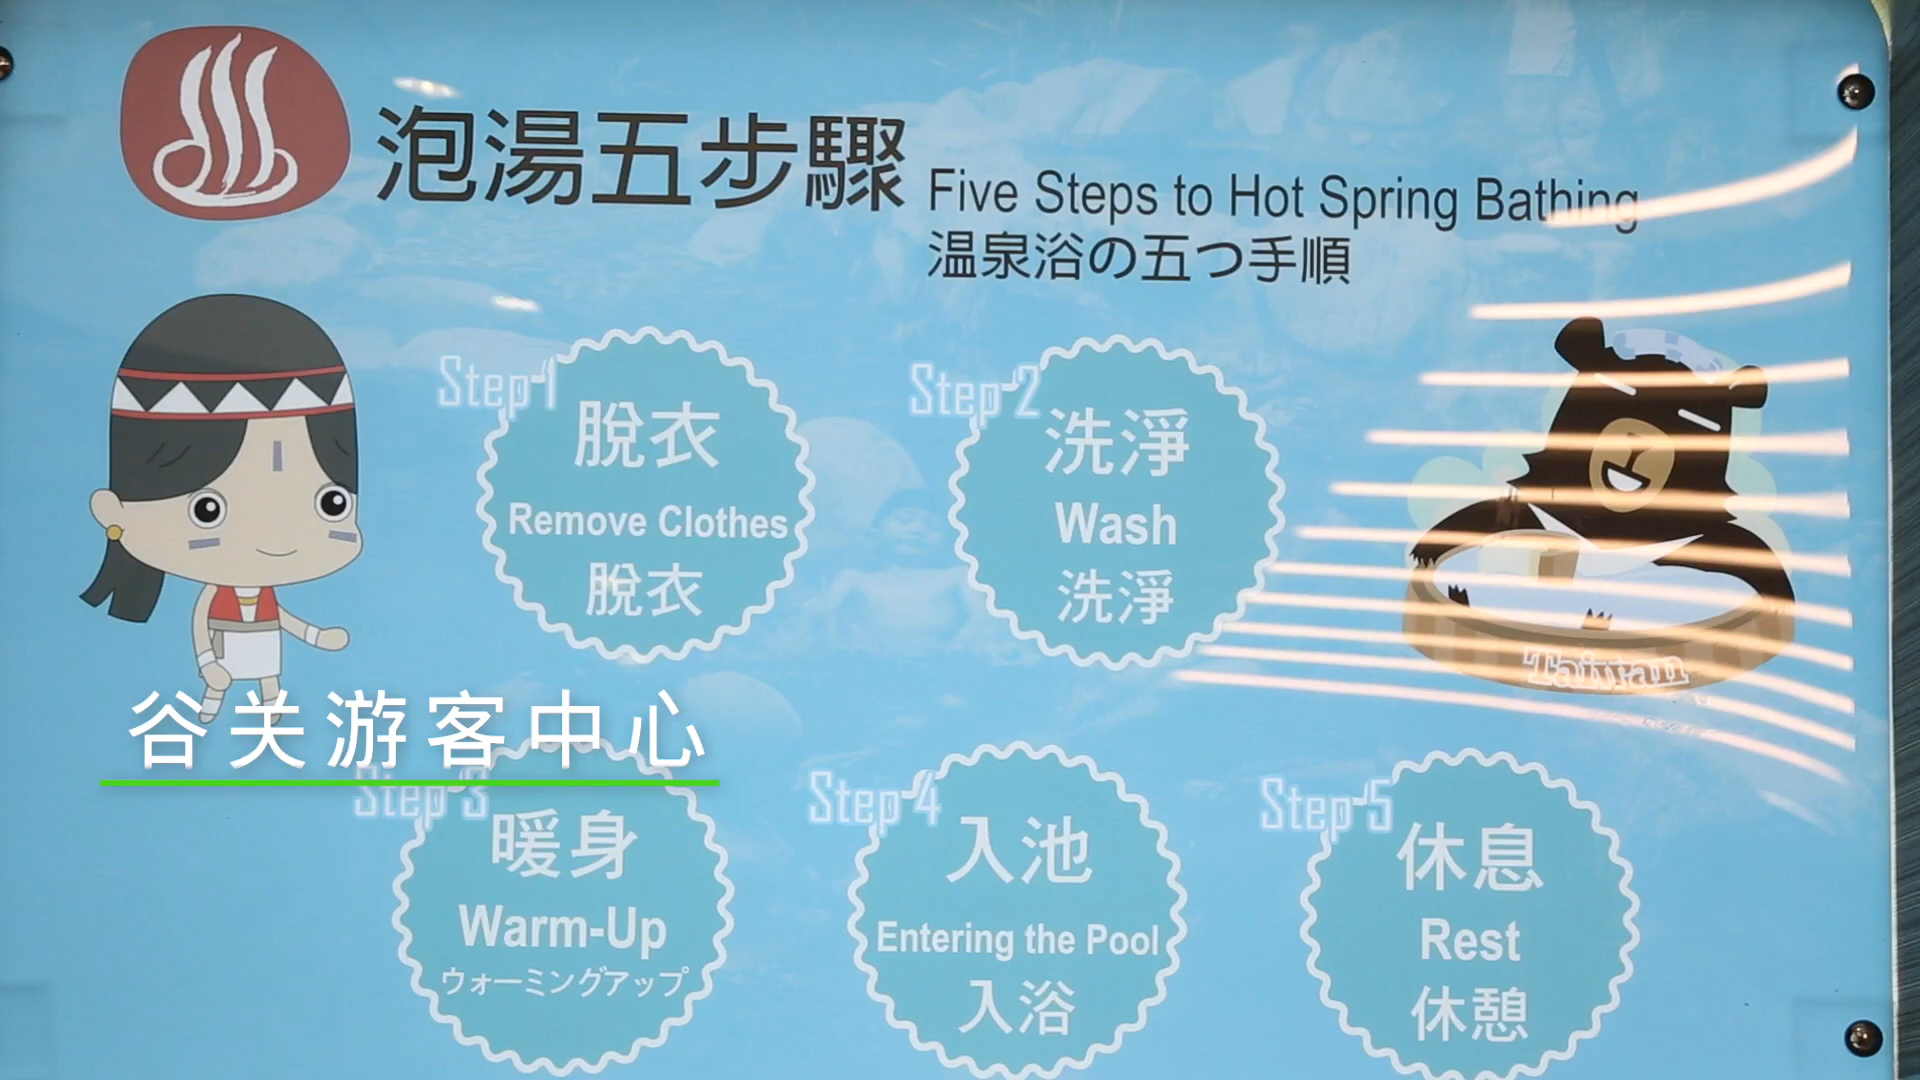 泡湯五步驟
Five Steps to Hot Spring Bathing
温泉浴の五つ手順
Step 1
脫衣
Remove Clothes
脫衣
Step 2
洗淨
Wash
洗淨
Taiwan
谷关游客中心
Step 3
暖身
Warm-Up
ウォーミングアップ
Step 4
入池
Entering the Pool
入浴
Step 5
休息
Rest
休憩